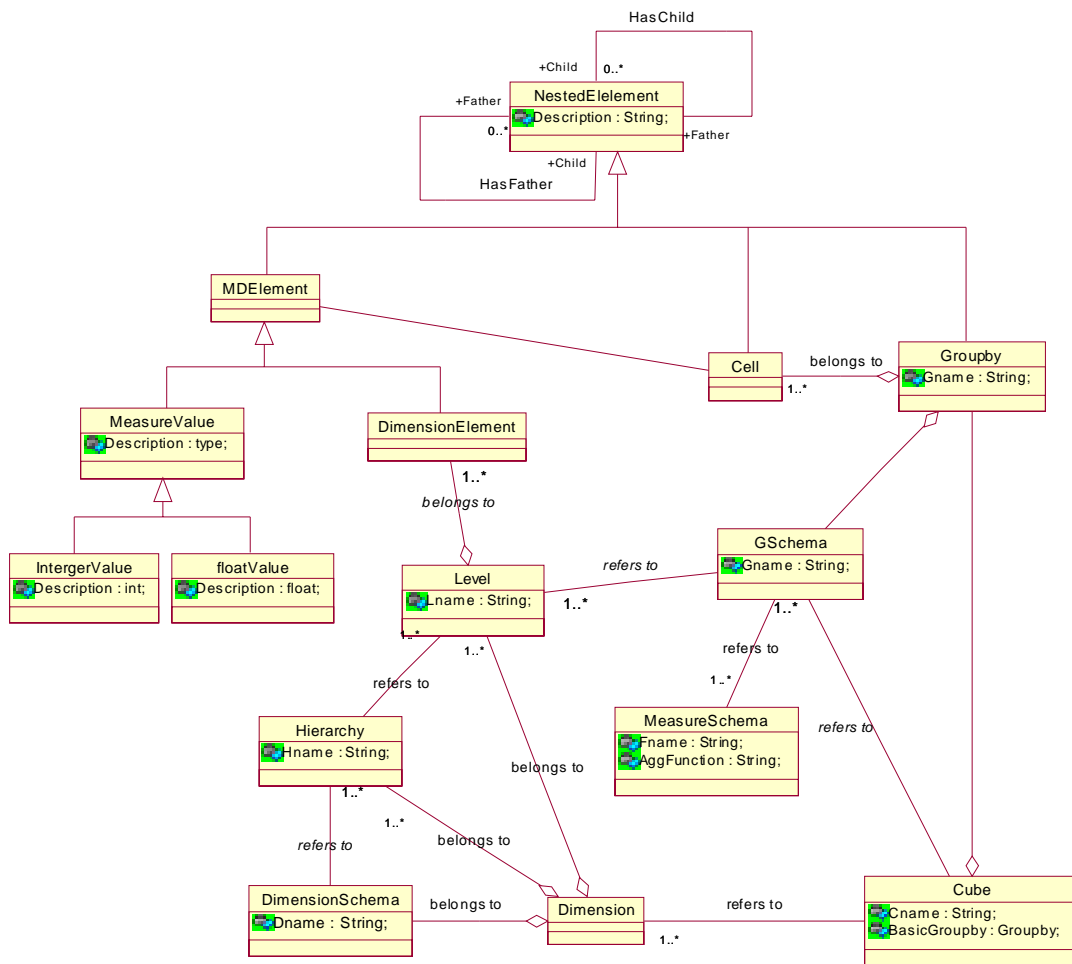 HasChild
+Child
0..*
NestedElelement
Description : String;
+Father
0..*
+Father
+Child
HasFather
MDElement
Cell
belongs to
1..*
Groupby
Gname : String;
MeasureValue
Description : type;
DimensionElement
1..*
belongs to
IntergerValue
Description : int;
floatValue
Description : float;
Level
Lname : String;
refers to
1..*
GSchema
Gname : String;
1..*
1..*
1..*
refers to
refers to
1..*
Hierarchy
Hname : String;
MeasureSchema
Fname : String;
AggFunction : String;
refers to
belongs to
1..*
1..*
refers to
belongs to
DimensionSchema
Dname : String;
belongs to
Dimension
refers to
1..*
Cube
Cname : String;
BasicGroupby : Groupby;